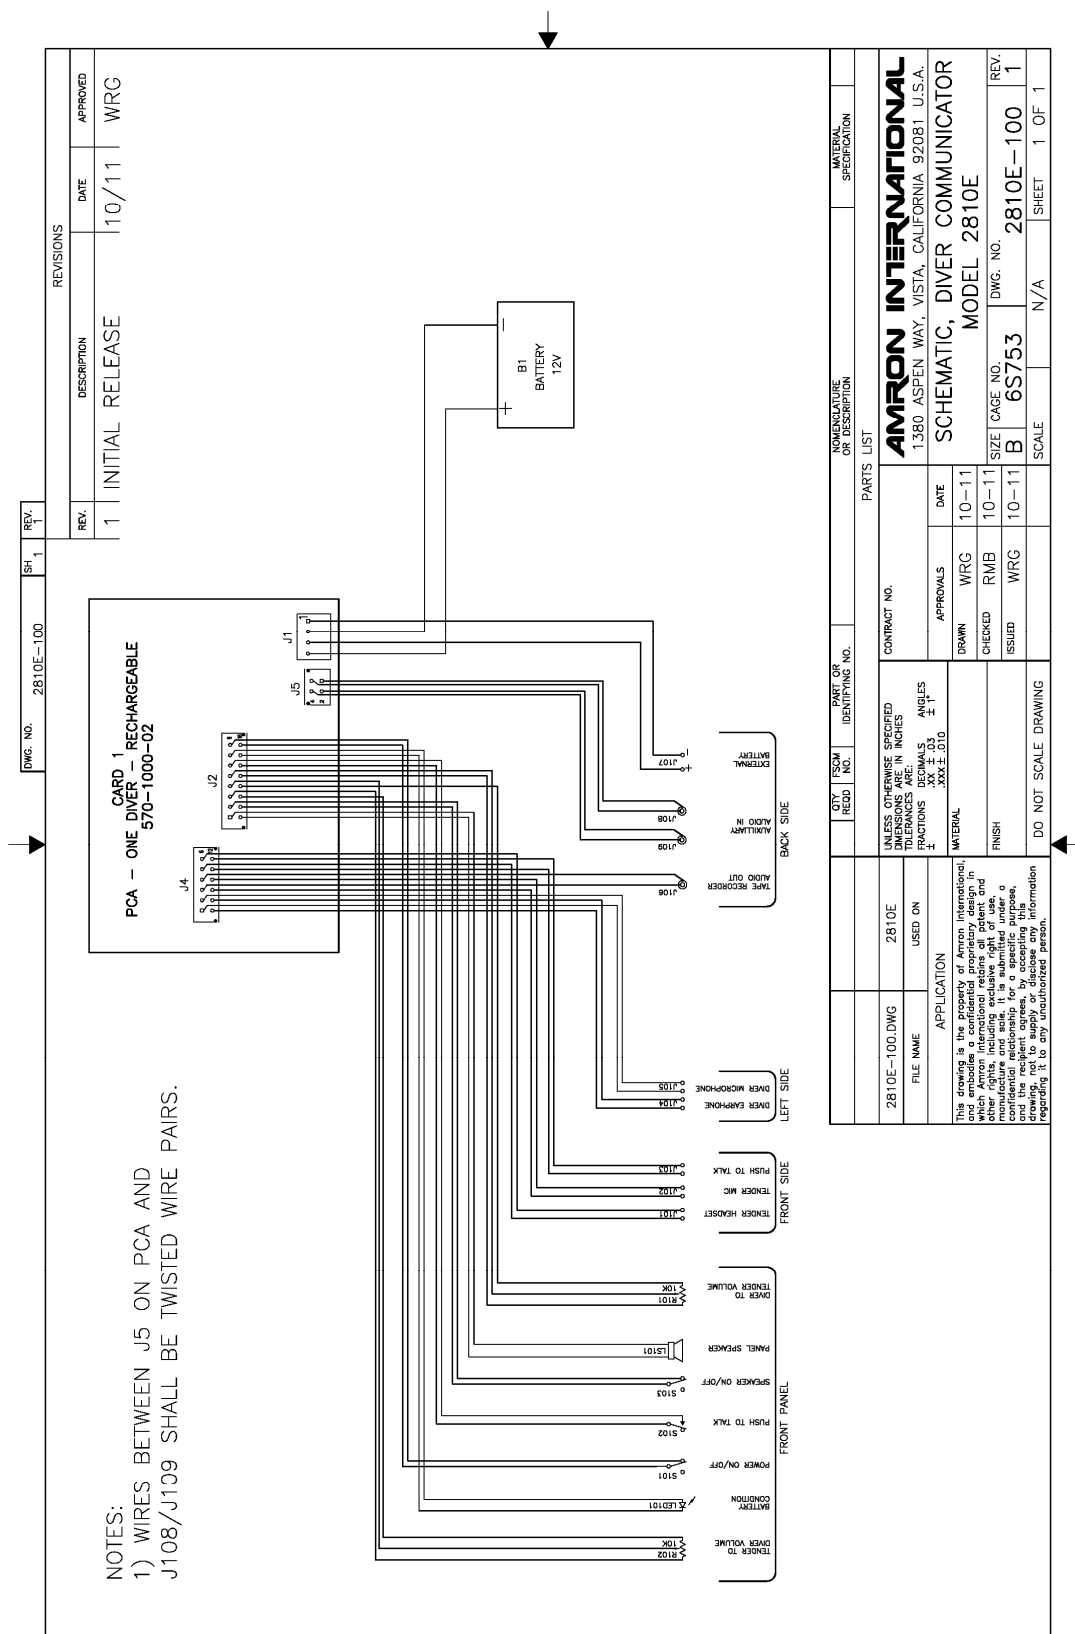 DWG. NO.
2810E-100
SH 1
REV. 1
REVISIONS
REV.
DESCRIPTION
DATE
APPROVED
1
INITIAL RELEASE
10/11
WRG
NOTES:
1) WIRES BETWEEN J5 ON PCA AND
J108/J109 SHALL BE TWISTED WIRE PAIRS.
CARD 1
PCA - ONE DIVER - RECHARGEABLE
570-1000-02
J4
J2
J5
J1
1
B1
BATTERY
12V
+
-
R102
10K
LED101
S101
S102
S103
LS101
R101
10K
J101
J102
J103
J104
J105
J106
J109
J108
J107
+
-
TENDER TO
DIVER VOLUME
BATTERY
CONDITION
POWER ON/OFF
PUSH TO TALK
SPEAKER ON/OFF
PANEL SPEAKER
DIVER TO
TENDER VOLUME
FRONT PANEL
TENDER HEADSET
TENDER MIC
PUSH TO TALK
FRONT SIDE
DIVER EARPHONE
DIVER MICROPHONE
LEFT SIDE
TAPE RECORDER
AUDIO OUT
AUXILLIARY
AUDIO IN
EXTERNAL
BATTERY
BACK SIDE
QTY
REQD
FSCM
NO.
PART OR
IDENTIFYING NO.
NOMENCLATURE
OR DESCRIPTION
MATERIAL
SPECIFICATION
PARTS LIST
2810E-100.DWG
2810E
FILE NAME
USED ON
APPLICATION
This drawing is the property of Amron International,
and embodies a confidential proprietary design in
which Amron International retains all patent and
other rights, including exclusive right of use,
manufacture and sale. It is submitted under a
confidential relationship for a specific purpose,
and the recipient agrees, by accepting this
drawing, not to supply or disclose any information
regarding it to any unauthorized person.
UNLESS OTHERWISE SPECIFIED
DIMENSIONS ARE IN INCHES
TOLERANCES ARE:
FRACTIONS DECIMALS ANGLES
± .XX ± .03 ± 1°
.XXX ± .010
MATERIAL
FINISH
DO NOT SCALE DRAWING
CONTRACT NO.
APPROVALS
DATE
DRAWN WRG 10-11
CHECKED RMB 10-11
ISSUED WRG 10-11
AMRON INTERNATIONAL
1380 ASPEN WAY, VISTA, CALIFORNIA 92081 U.S.A.
SCHEMATIC, DIVER COMMUNICATOR
MODEL 2810E
SIZE
B
CAGE NO.
6S753
DWG. NO.
2810E-100
REV.
1
SCALE
N/A
SHEET 1 OF 1